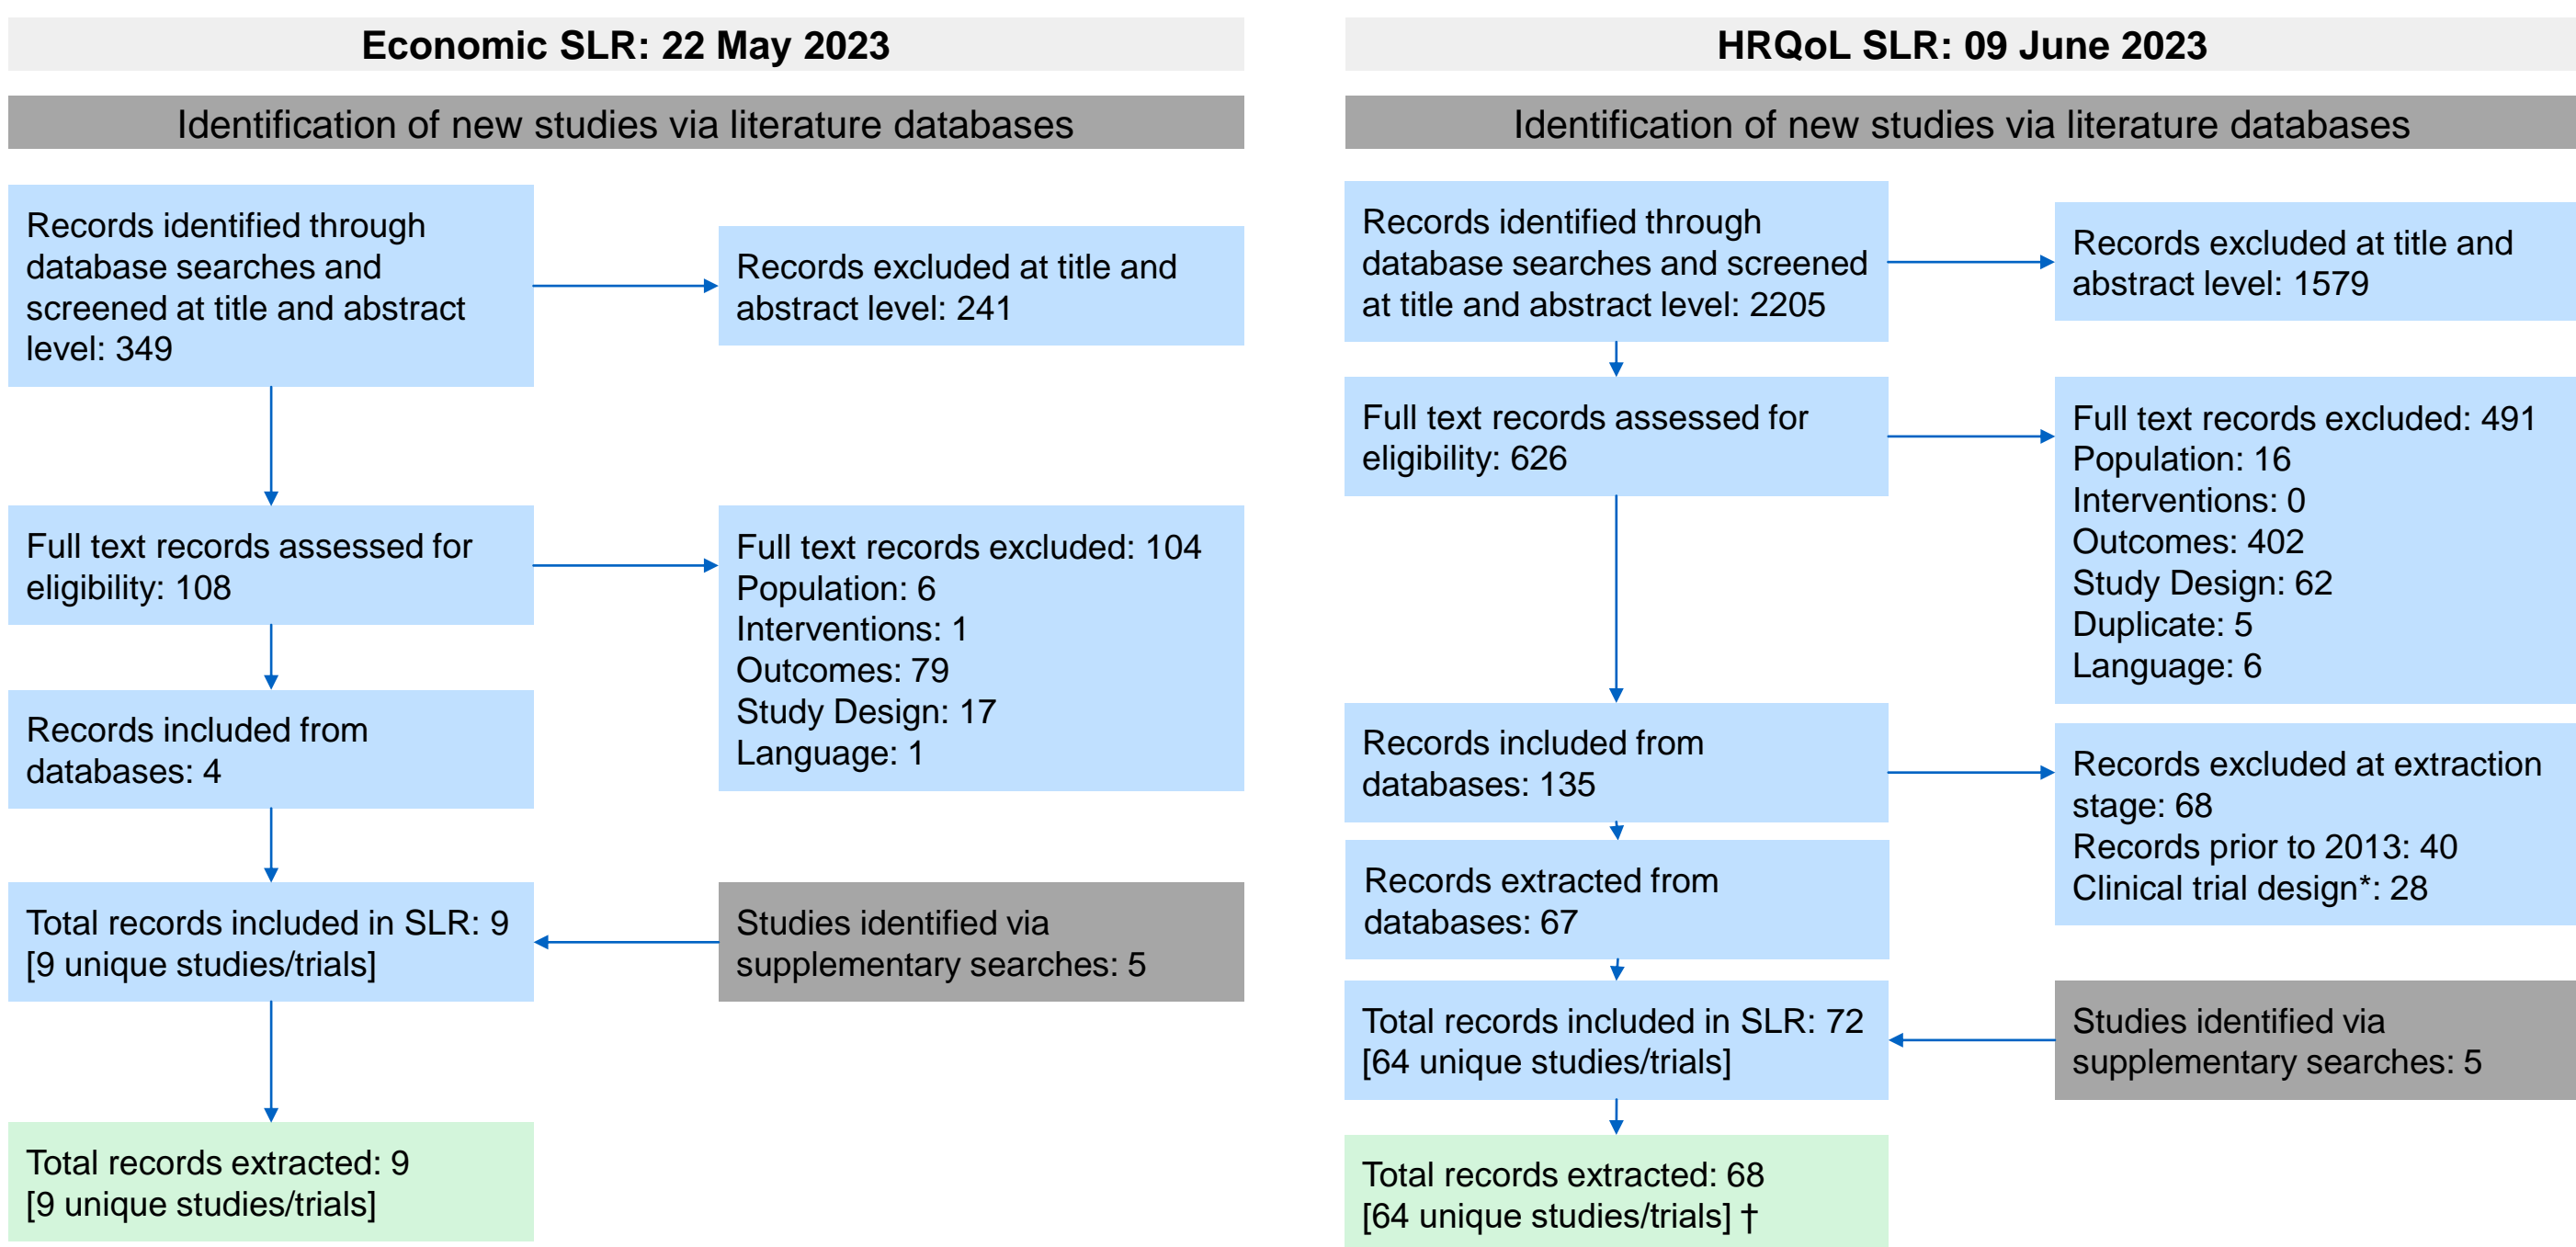 Economic SLR: 22 May 2023
Identification of new studies via literature databases
Records identified through
database searches and
screened at title and abstract
level: 349
Records excluded at title and
abstract level: 241
Full text records assessed for
eligibility: 108
Full text records excluded: 104
Population: 6
Interventions: 1
Outcomes: 79
Study Design: 17
Language: 1
Records included from
databases: 4
Total records included in SLR: 9
[9 unique studies/trials]
Studies identified via
supplementary searches: 5
Total records extracted: 9
[9 unique studies/trials]
HRQoL SLR: 09 June 2023
Identification of new studies via literature databases
Records identified through
database searches and screened
at title and abstract level: 2205
Records excluded at title and
abstract level: 1579
Full text records assessed for
eligibility: 626
Full text records excluded: 491
Population: 16
Interventions: 0
Outcomes: 402
Study Design: 62
Duplicate: 5
Language: 6
Records included from
databases: 135
Records excluded at extraction
stage: 68
Records prior to 2013: 40
Clinical trial design*: 28
Records extracted from
databases: 67
Total records included in SLR: 72
[64 unique studies/trials]
Studies identified via
supplementary searches: 5
Total records extracted: 68
[64 unique studies/trials] †